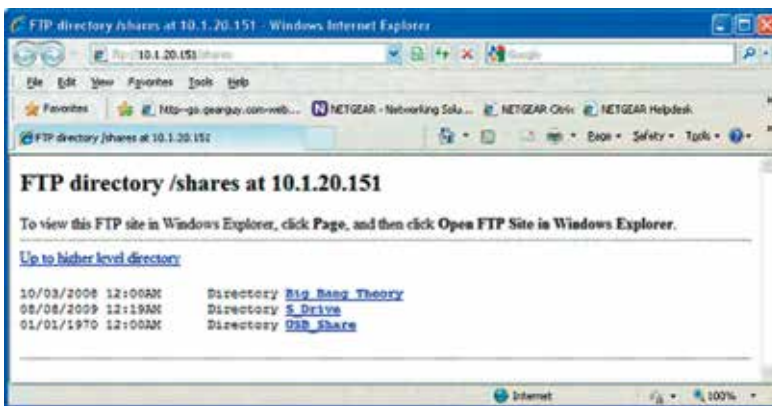 FTP directory /shares at 10.1.20.151 - Windows Internet Explorer
10.1.20.151/shares
Google
File Edit View Favorites Tools Help
Favorites NETGEAR - Networking Solu... NETGEAR Citrix NETGEAR Helpdesk
FTP directory /shares at 10.1.20.151
Page Safety Tools
FTP directory /shares at 10.1.20.151
To view this FTP site in Windows Explorer, click Page, and then click Open FTP Site in Windows Explorer.
Up to higher level directory
10/03/2008 12:00AM Directory Big Bang Theory
08/08/2009 12:19AM Directory S_Drive
01/01/1970 12:00AM Directory USB_Share
Internet 100%